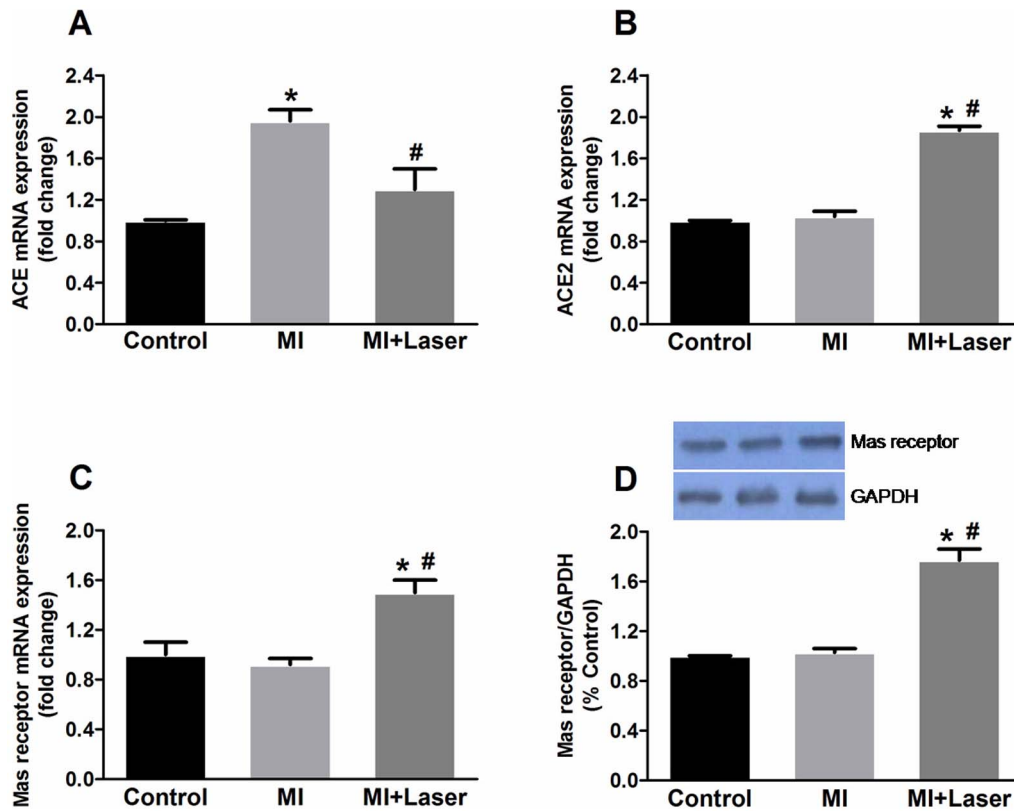 A
ACE mRNA expression
(fold change)
2.4
2.0
1.6
1.2
0.8
0.4
0.0
*
#
Control
MI
MI+Laser
B
ACE2 mRNA expression
(fold change)
2.4
2.0
1.6
1.2
0.8
0.4
0.0
* #
Control
MI
MI+Laser
C
Mas receptor mRNA expression
(fold change)
2.0
1.6
1.2
0.8
0.4
0.0
* #
Control
MI
MI+Laser
D
Mas receptor
GAPDH
Mas receptor/GAPDH
(% Control)
2.0
1.6
1.2
0.8
0.4
0.0
* #
Control
MI
MI+Laser